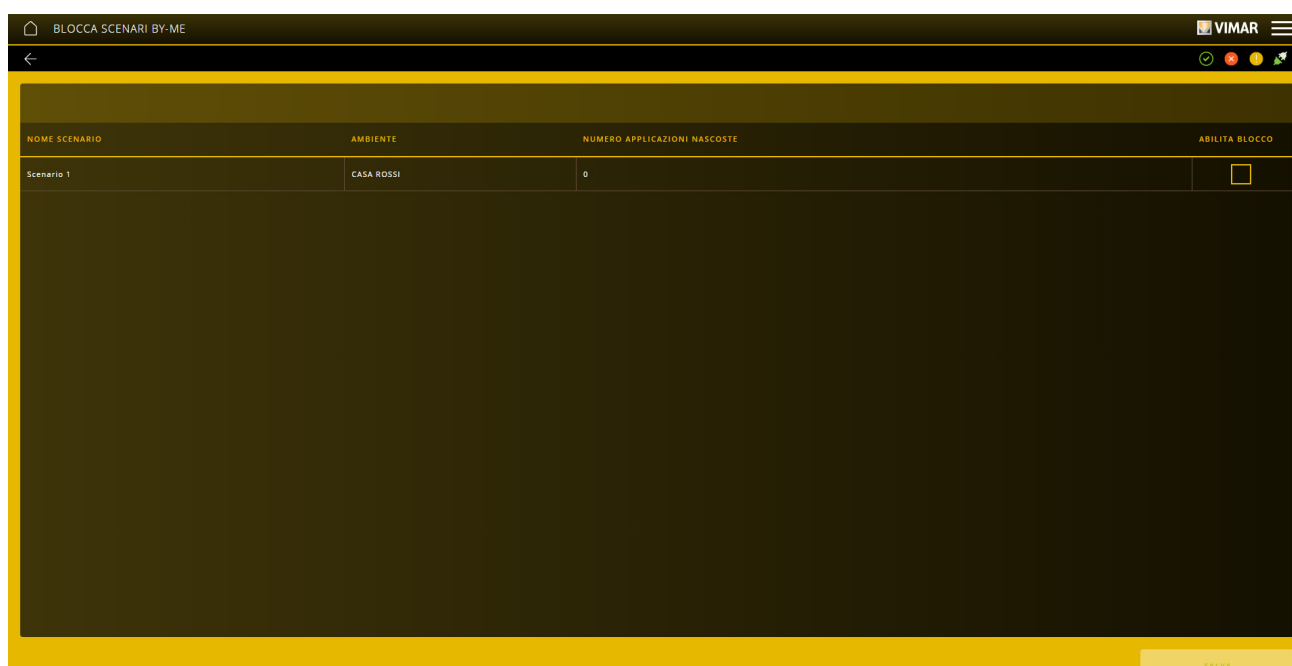 BLOCCA SCENARI BY-ME
VIMAR
NOME SCENARIO AMBIENTE NUMERO APPLICAZIONI NASCOSTE ABILITA BLOCCO
Scenario 1 CASA ROSSI 0